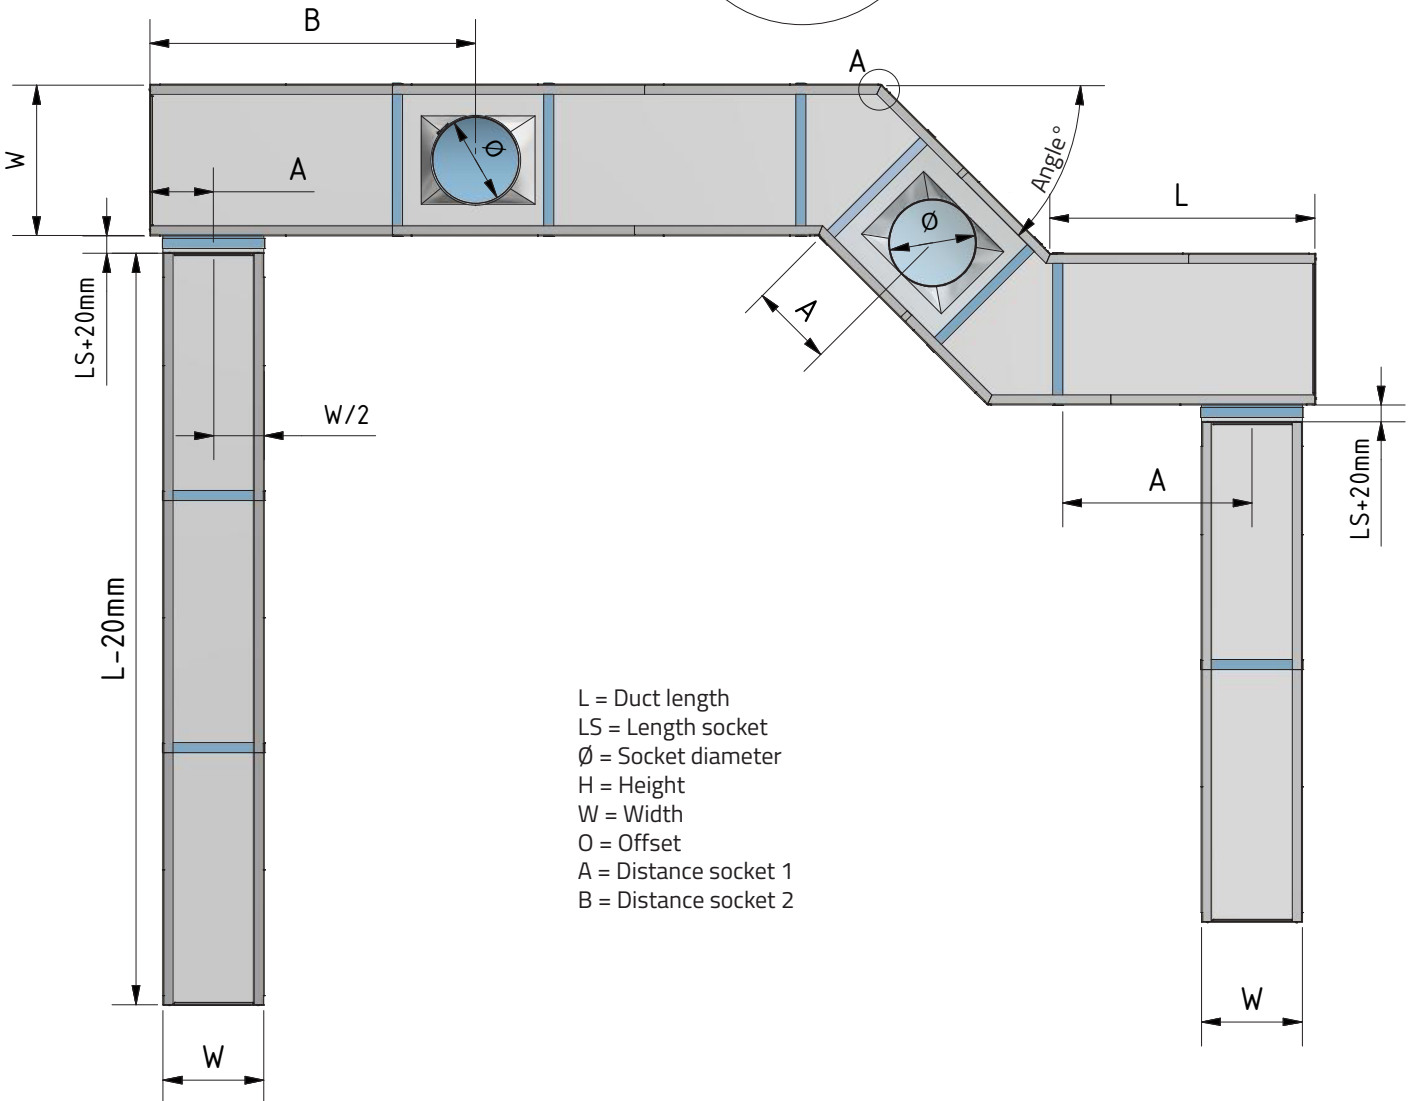 B
A
W
A
Ø
Angle°
L
Ø
LS+20mm
A
W/2
A
LS+20mm
L-20mm
L = Duct length
LS = Length socket
Ø = Socket diameter
H = Height
W = Width
O = Offset
A = Distance socket 1
B = Distance socket 2
W
W